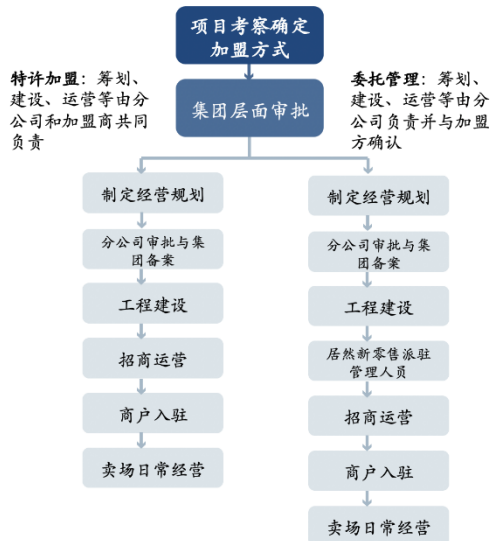 项目考察确定
加盟方式
特许加盟：筹划、
建设、运营等由分
公司和加盟商共同
负责
集团层面审批
委托管理：筹划、
建设、运营等由分
公司负责并与加盟
方确认
制定经营规划
分公司审批与集
团备案
工程建设
招商运营
商户入驻
卖场日常经营
制定经营规划
分公司审批与集
团备案
工程建设
居然新零售派驻
管理人员
招商运营
商户入驻
卖场日常经营